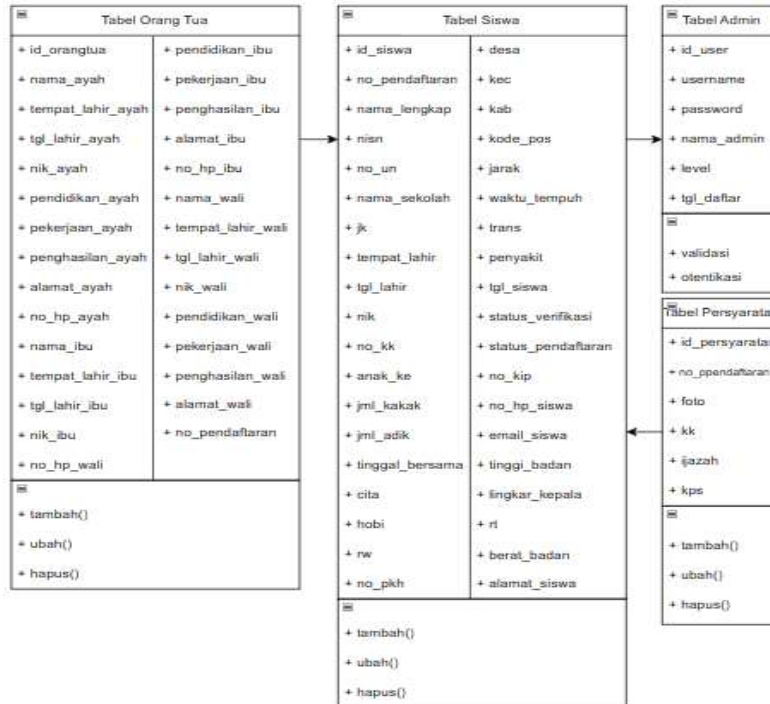 Tabel Orang Tua
+ id_orangtua
+ nama_ayah
+ tempat_lahir_ayah
+ tgl_lahir_ayah
+ nik_ayah
+ pendidikan_ayah
+ pekerjaan_ayah
+ penghasilan_ayah
+ alamat_ayah
+ no_hp_ayah
+ nama_ibu
+ tempat_lahir_ibu
+ tgl_lahir_ibu
+ nik_ibu
+ no_hp_wali
+ pendidikan_ibu
+ pekerjaan_ibu
+ penghasilan_ibu
+ alamat_ibu
+ no_hp_ibu
+ nama_wali
+ tempat_lahir_wali
+ tgl_lahir_wali
+ nik_wali
+ pendidikan_wali
+ pekerjaan_wali
+ penghasilan_wali
+ alamat_wali
+ no_pendaftaran
+ tambah()
+ ubah()
+ hapus()
Tabel Siswa
+ id_siswa
+ no_pendaftaran
+ nama_lengkap
+ nisn
+ no_un
+ nama_sekolah
+ jk
+ tempat_lahir
+ tgl_lahir
+ nik
+ no_kk
+ anak_ke
+ jml_kakak
+ jml_adik
+ tinggal_bersama
+ cita
+ hobi
+ rw
+ no_pkh
+ desa
+ kec
+ kab
+ kode_pos
+ jarak
+ waktu_tempuh
+ trans
+ penyakit
+ tgl_siswa
+ status_verifikasi
+ status_pendaftaran
+ no_kip
+ no_hp_siswa
+ email_siswa
+ tinggi_badan
+ lingkar_kepala
+ rt
+ berat_badan
+ alamat_siswa
+ tambah()
+ ubah()
+ hapus()
Tabel Admin
+ id_user
+ username
+ password
+ nama_admin
+ level
+ tgl_daftar
+ validasi
+ otentikasi
Tabel Persyarata
+ id_persyaratan
+ no_ppendaftaran
+ foto
+ kk
+ ijazah
+ kps
+ tambah()
+ ubah()
+ hapus()